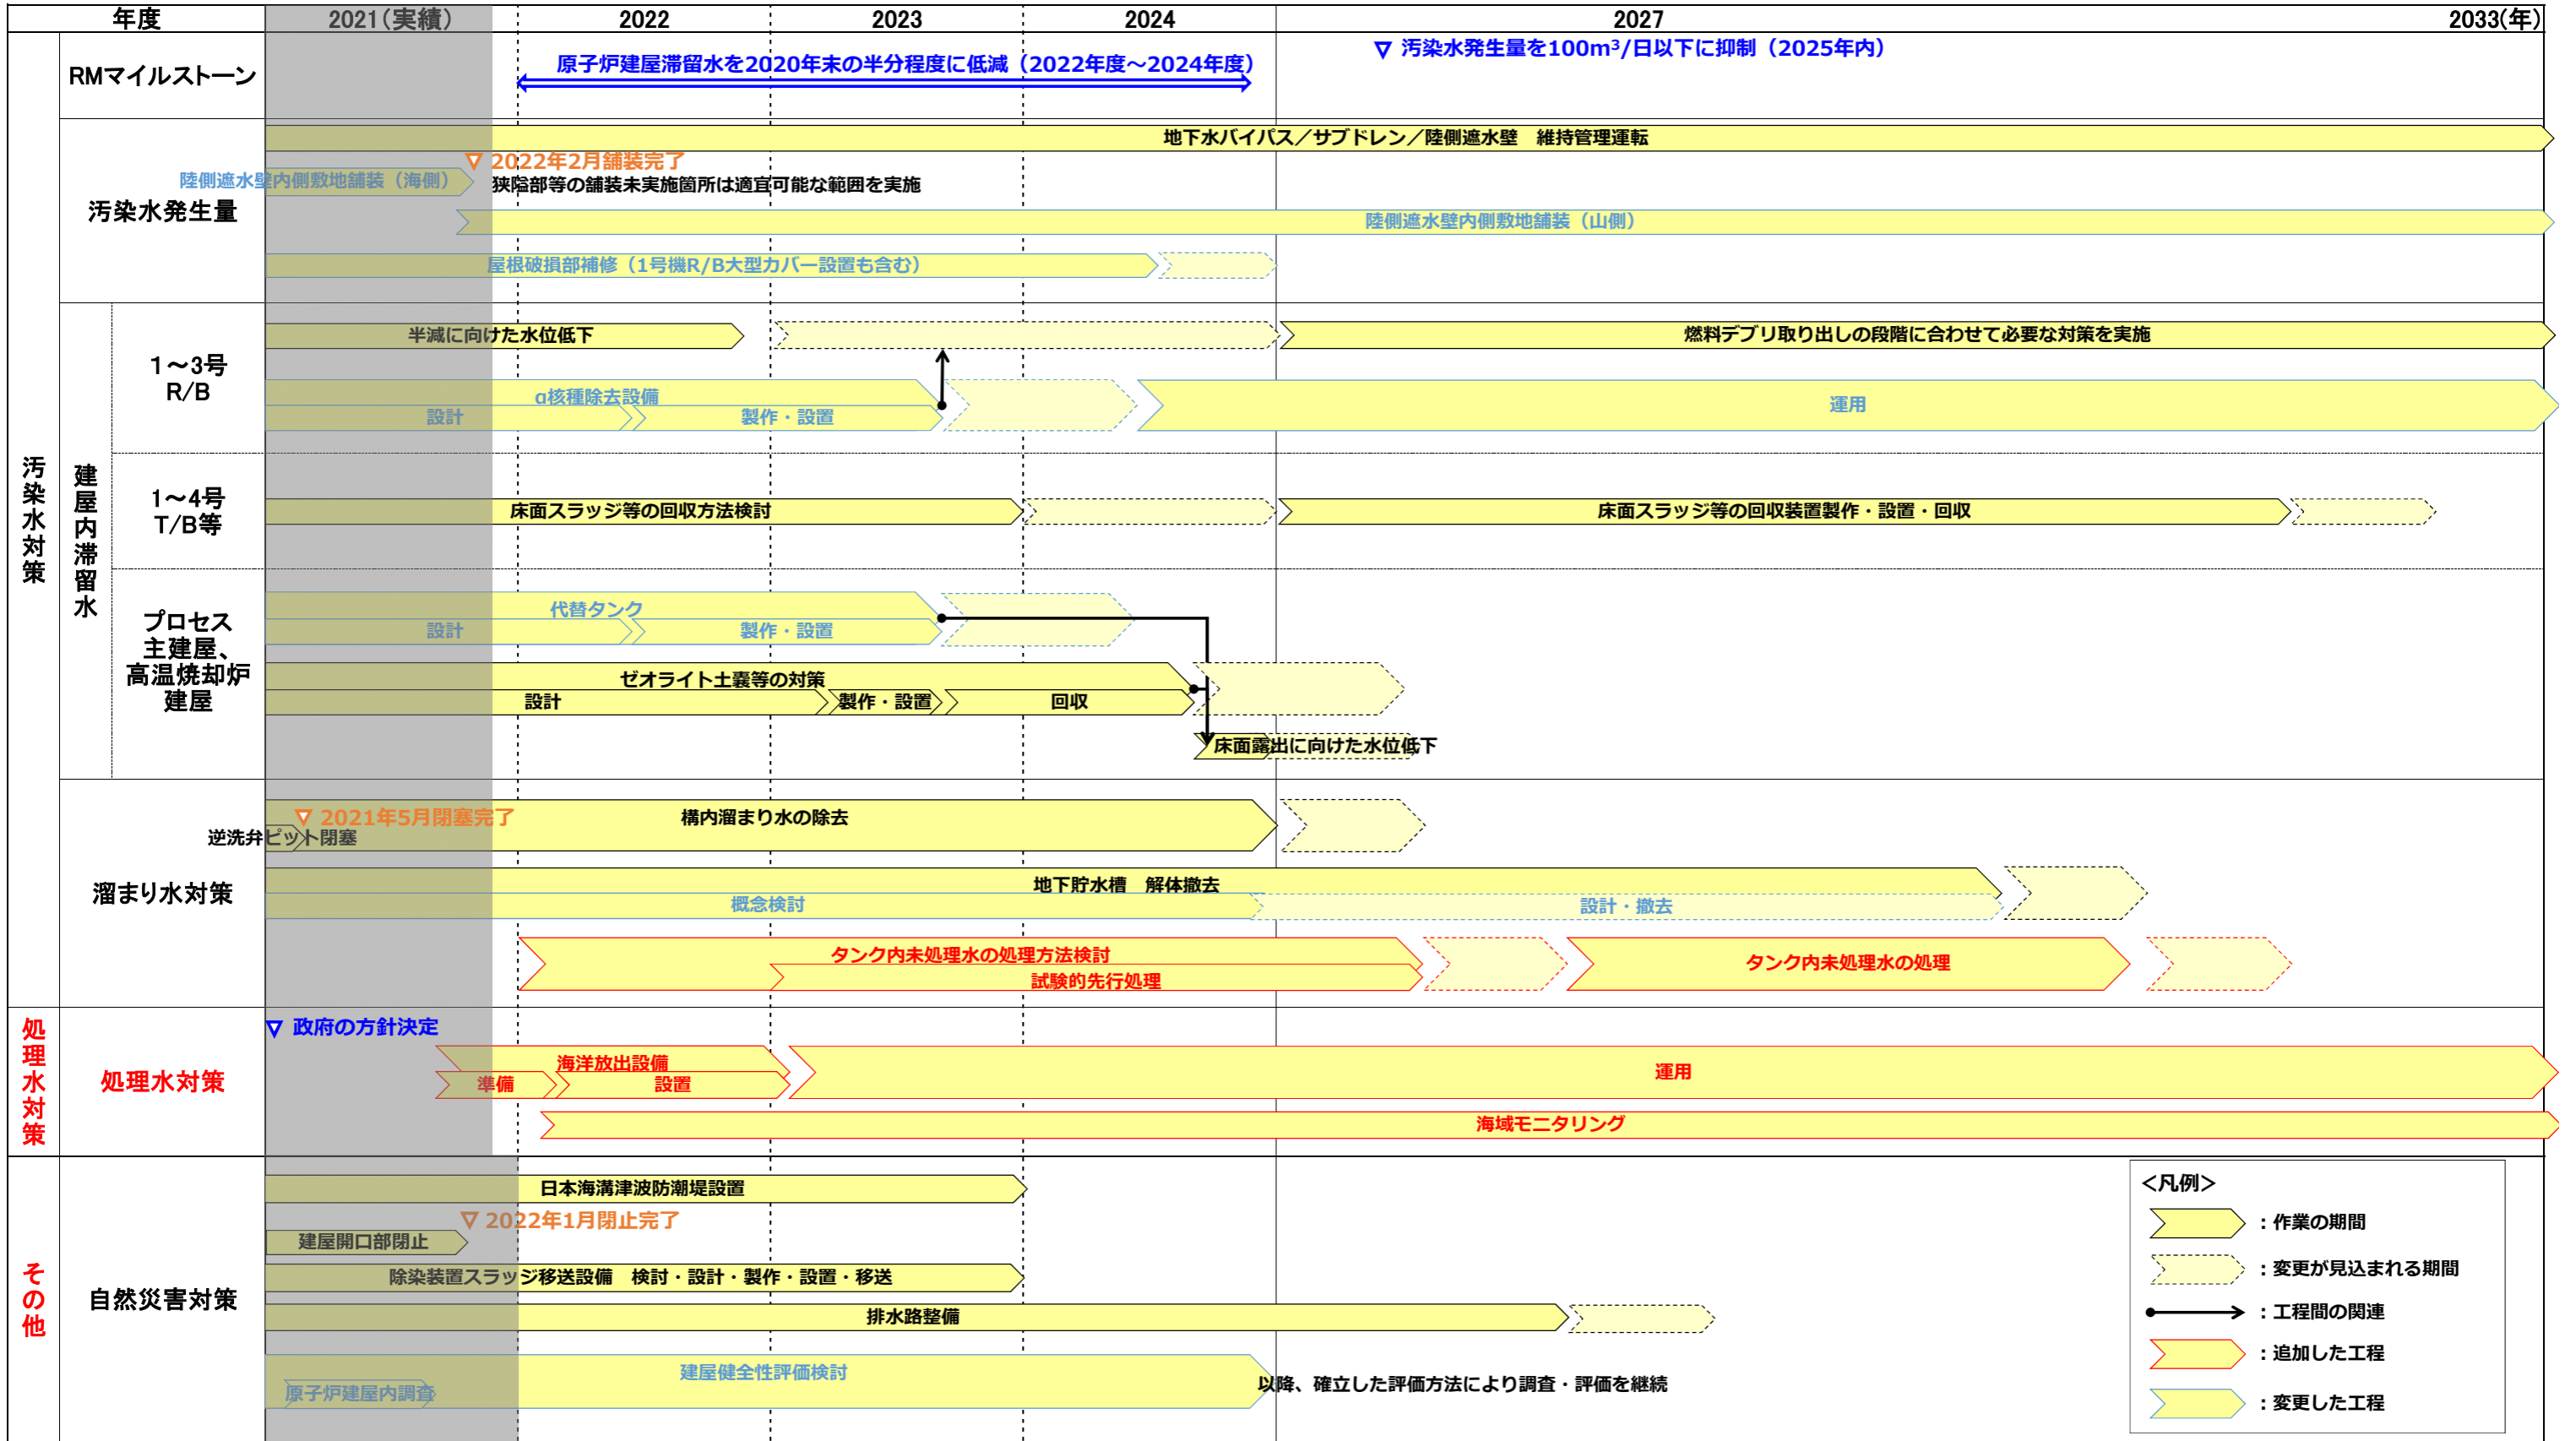 年度
2021(実績)
2022
2023
2024
2027
2033(年)
汚染水対策
RMマイルストーン
原子炉建屋滞留水を2020年末の半分程度に低減（2022年度～2024年度）
▽ 汚染水発生量を100m³/日以下に抑制（2025年内）
汚染水発生量
地下水バイパス／サブドレン／陸側遮水壁　維持管理運転
▽ 2022年2月舗装完了
陸側遮水壁内側敷地舗装（海側）
狭隘部等の舗装未実施箇所は適宜可能な範囲を実施
陸側遮水壁内側敷地舗装（山側）
屋根破損部補修（1号機R/B大型カバー設置も含む）
建屋内滞留水
1～3号
R/B
半減に向けた水位低下
燃料デブリ取り出しの段階に合わせて必要な対策を実施
α核種除去設備
設計
製作・設置
運用
1～4号
T/B等
床面スラッジ等の回収方法検討
床面スラッジ等の回収装置製作・設置・回収
プロセス
主建屋、
高温焼却炉
建屋
代替タンク
設計
製作・設置
ゼオライト土嚢等の対策
設計
製作・設置
回収
床面露出に向けた水位低下
溜まり水対策
▽ 2021年5月閉塞完了
構内溜まり水の除去
逆洗弁ピット閉塞
地下貯水槽　解体撤去
概念検討
設計・撤去
タンク内未処理水の処理方法検討
試験的先行処理
タンク内未処理水の処理
処理水対策
処理水対策
▽ 政府の方針決定
海洋放出設備
準備
設置
運用
海域モニタリング
その他
自然災害対策
日本海溝津波防潮堤設置
▽ 2022年1月閉止完了
建屋開口部閉止
除染装置スラッジ移送設備　検討・設計・製作・設置・移送
排水路整備
建屋健全性評価検討
原子炉建屋内調査
以降、確立した評価方法により調査・評価を継続
＜凡例＞
：作業の期間
：変更が見込まれる期間
：工程間の関連
：追加した工程
：変更した工程